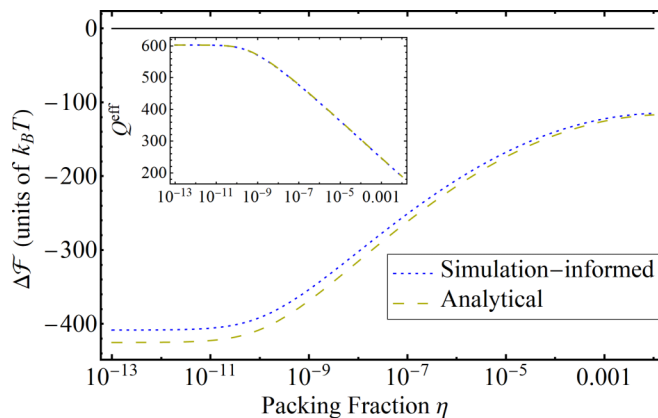 0
−100
−200
−300
−400
ΔF (units of k_BT)
600
500
400
300
200
Q^eff
10^−13 10^−11 10^−9 10^−7 10^−5 0.001
Simulation−informed
Analytical
10^−13 10^−11 10^−9 10^−7 10^−5 0.001
Packing Fraction η